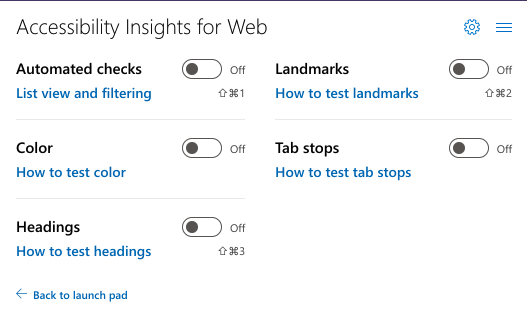 Accessibility Insights for Web
Automated checks Off
List view and filtering ⇧⌘1
Landmarks Off
How to test landmarks ⇧⌘2
Color Off
How to test color
Tab stops Off
How to test tab stops
Headings Off
How to test headings ⇧⌘3
Back to launch pad